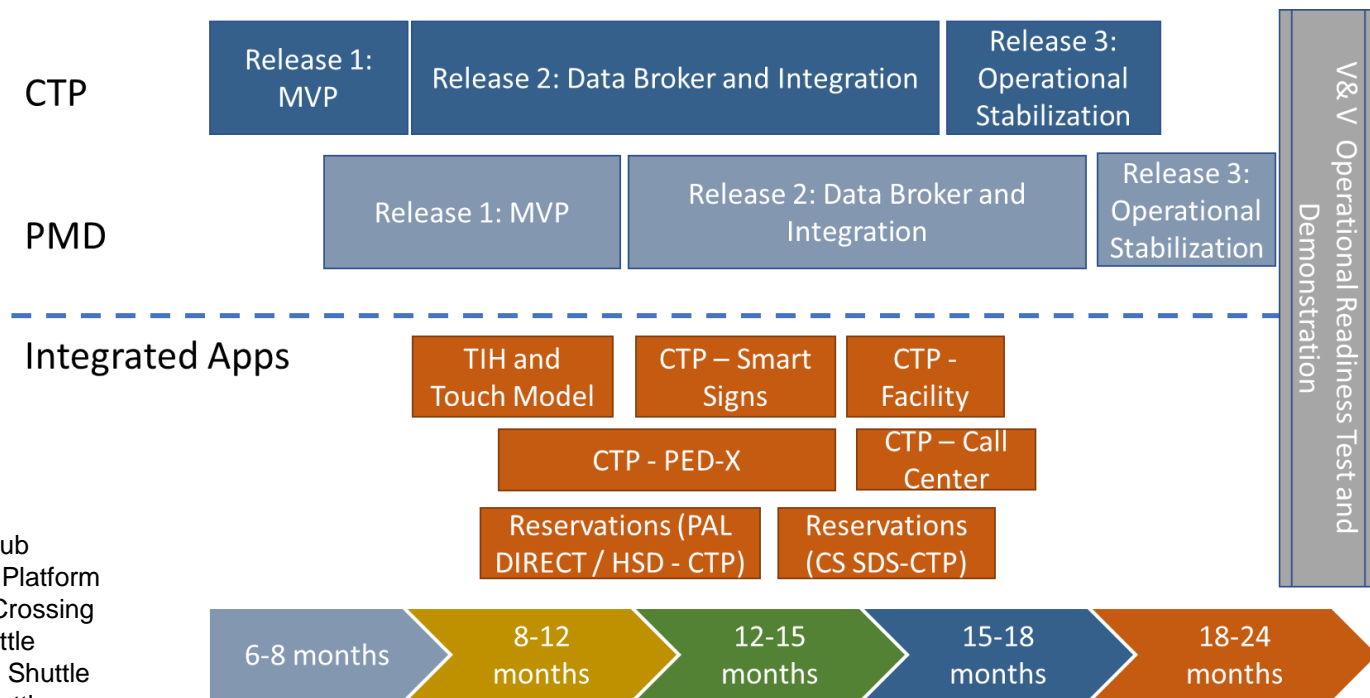 CTP
Release 1:
MVP
Release 2: Data Broker and Integration
Release 3:
Operational
Stabilization
PMD
Release 1: MVP
Release 2: Data Broker and
Integration
Release 3:
Operational
Stabilization
V& V Operational Readiness Test and
Demonstration
Integrated Apps
TIH and
Touch Model
CTP – Smart
Signs
CTP -
Facility
CTP - PED-X
CTP – Call
Center
Reservations (PAL
DIRECT / HSD - CTP)
Reservations
(CS SDS-CTP)
ub
Platform
Crossing
ttle
Shuttle
6-8 months
8-12
months
12-15
months
15-18
months
18-24
months